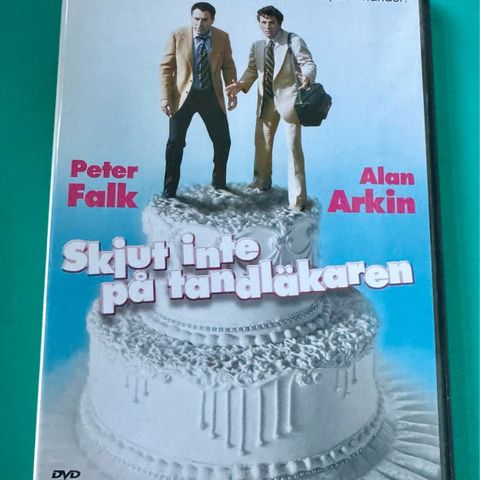 Peter
Falk
Alan
Arkin
Skjut inte
på tandläkaren
DVD